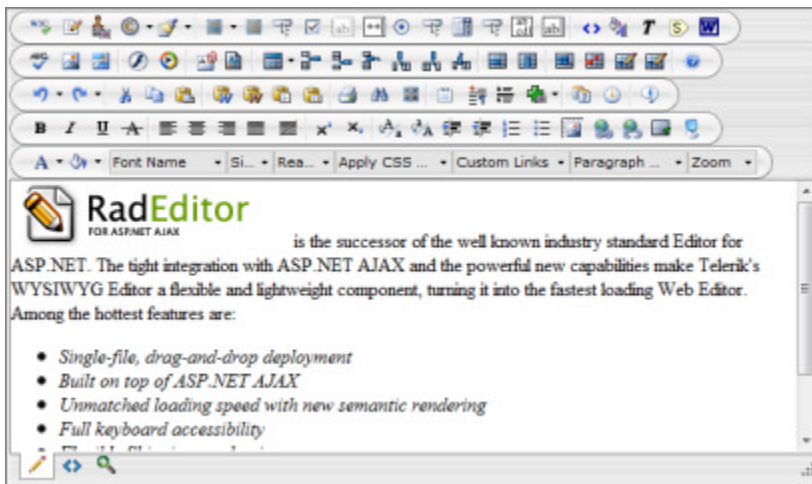 B I U A
A Font Name Si... Rea... Apply CSS ... Custom Links Paragraph ... Zoom
RadEditor
FOR ASP.NET AJAX
is the successor of the well known industry standard Editor for
ASP.NET. The tight integration with ASP.NET AJAX and the powerful new capabilities make Telerik's
WYSIWYG Editor a flexible and lightweight component, turning it into the fastest loading Web Editor.
Among the hottest features are:
• Single-file, drag-and-drop deployment
• Built on top of ASP.NET AJAX
• Unmatched loading speed with new semantic rendering
• Full keyboard accessibility